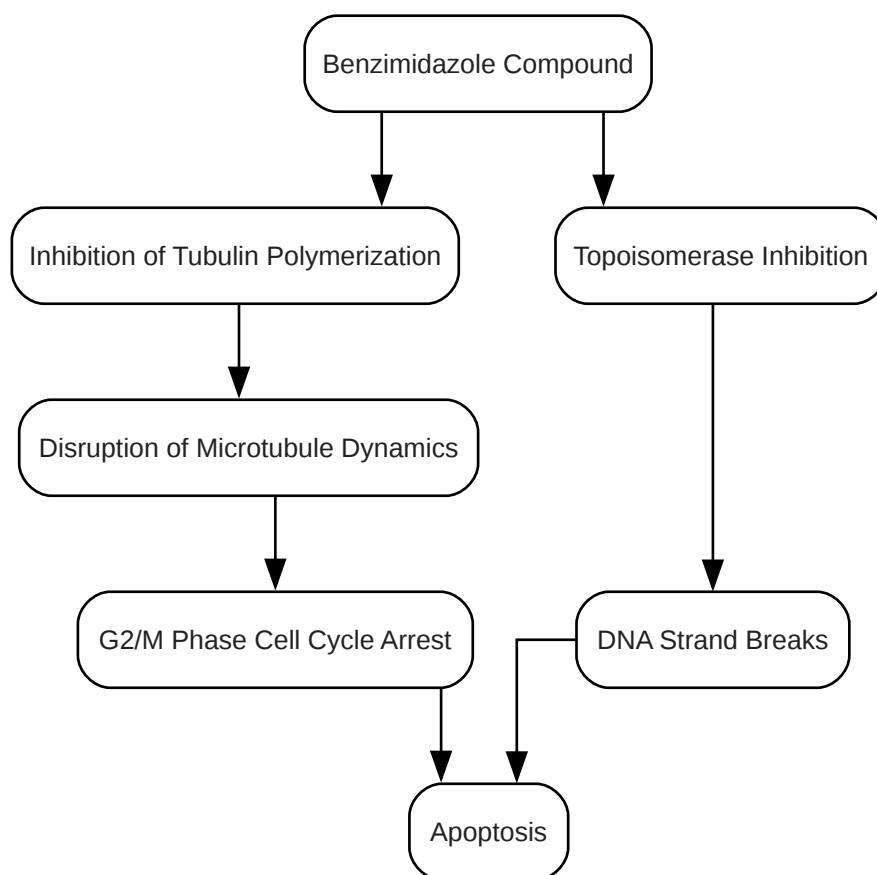 Benzimidazole Compound
Inhibition of Tubulin Polymerization
Topoisomerase Inhibition
Disruption of Microtubule Dynamics
G2/M Phase Cell Cycle Arrest
DNA Strand Breaks
Apoptosis